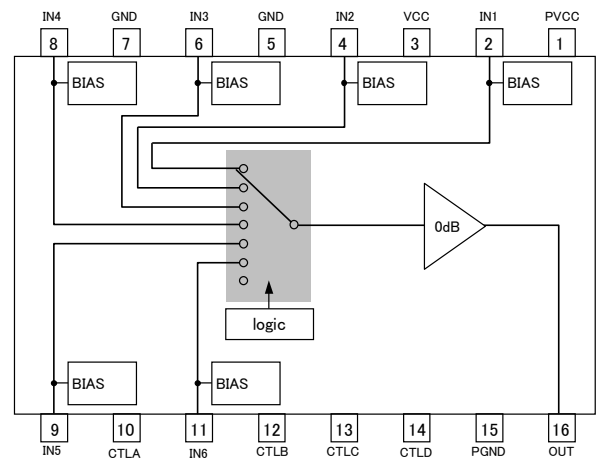 IN4 GND IN3 GND IN2 VCC IN1 PVCC
8 7 6 5 4 3 2 1
BIAS BIAS BIAS BIAS
0dB
logic
BIAS BIAS
9 10 11 12 13 14 15 16
IN5 CTLA IN6 CTLB CTLC CTLD PGND OUT